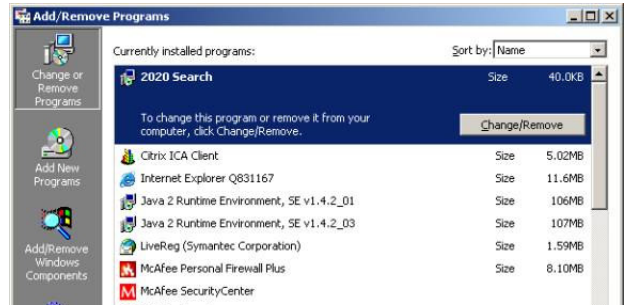 Add/Remove Programs
Currently installed programs:
Sort by: Name
Change or
Remove
Programs
Add New
Programs
Add/Remove
Windows
Components
2020 Search Size 40.0KB
To change this program or remove it from your
computer, click Change/Remove.
Change/Remove
Citrix ICA Client Size 5.02MB
Internet Explorer Q831167 Size 11.6MB
Java 2 Runtime Environment, SE v1.4.2_01 Size 106MB
Java 2 Runtime Environment, SE v1.4.2_03 Size 107MB
LiveReg (Symantec Corporation) Size 1.59MB
McAfee Personal Firewall Plus Size 8.10MB
McAfee SecurityCenter